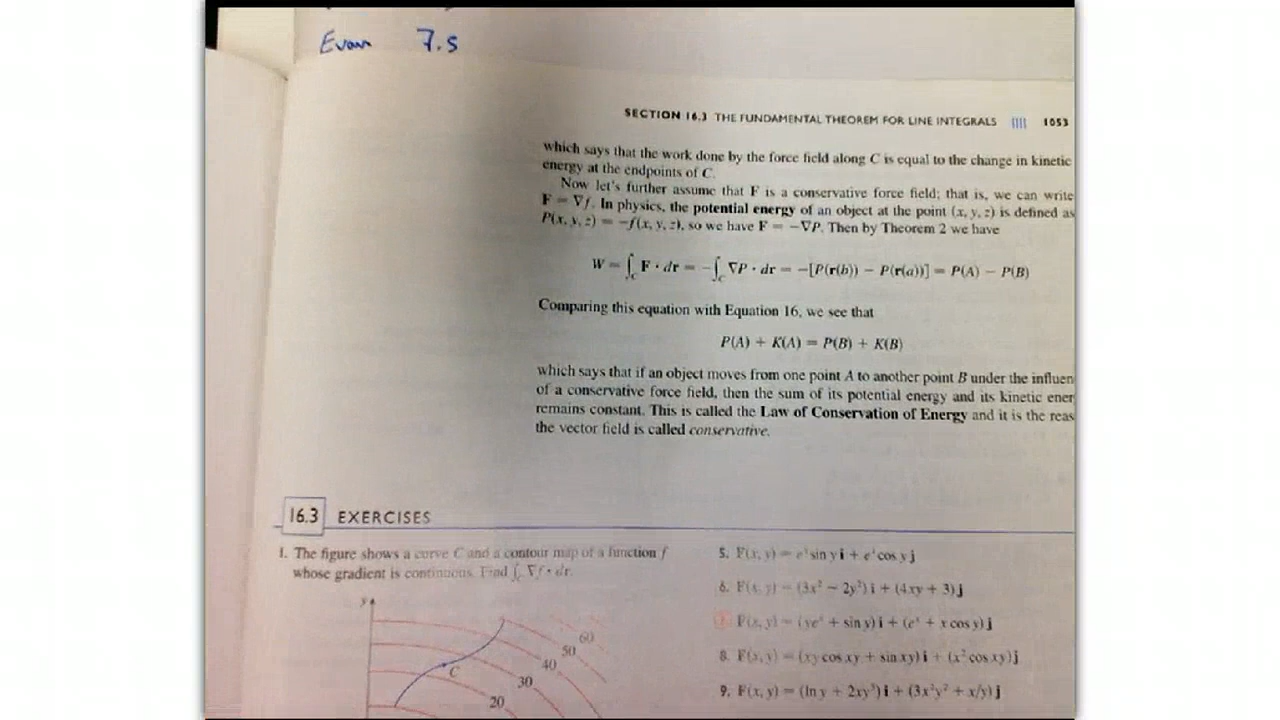 Evan 7.5
SECTION 16.3 THE FUNDAMENTAL THEOREM FOR LINE INTEGRALS |||| 1053
which says that the work done by the force field along C is equal to the change in kinetic
energy at the endpoints of C.
Now let's further assume that F is a conservative force field; that is, we can write
F = ∇f. In physics, the potential energy of an object at the point (x, y, z) is defined as
P(x, y, z) = −f(x, y, z), so we have F = −∇P. Then by Theorem 2 we have
W = ∫_C F · dr = −∫_C ∇P · dr = −[P(r(b)) − P(r(a))] = P(A) − P(B)
Comparing this equation with Equation 16, we see that
P(A) + K(A) = P(B) + K(B)
which says that if an object moves from one point A to another point B under the influen
of a conservative force field, then the sum of its potential energy and its kinetic ener
remains constant. This is called the Law of Conservation of Energy and it is the reas
the vector field is called conservative.
16.3 EXERCISES
1. The figure shows a curve C and a contour map of a function f
whose gradient is continuous. Find ∫_C ∇f · dr.
y
60
50
40
C
30
20
5. F(x, y) = eˣ sin y i + eˣ cos y j
6. F(x, y) = (3x² − 2y²) i + (4xy + 3) j
7. F(x, y) = (yeˣ + sin y) i + (eˣ + x cos y) j
8. F(x, y) = (xy cos xy + sin xy) i + (x² cos xy) j
9. F(x, y) = (ln y + 2xy³) i + (3x²y² + x/y) j